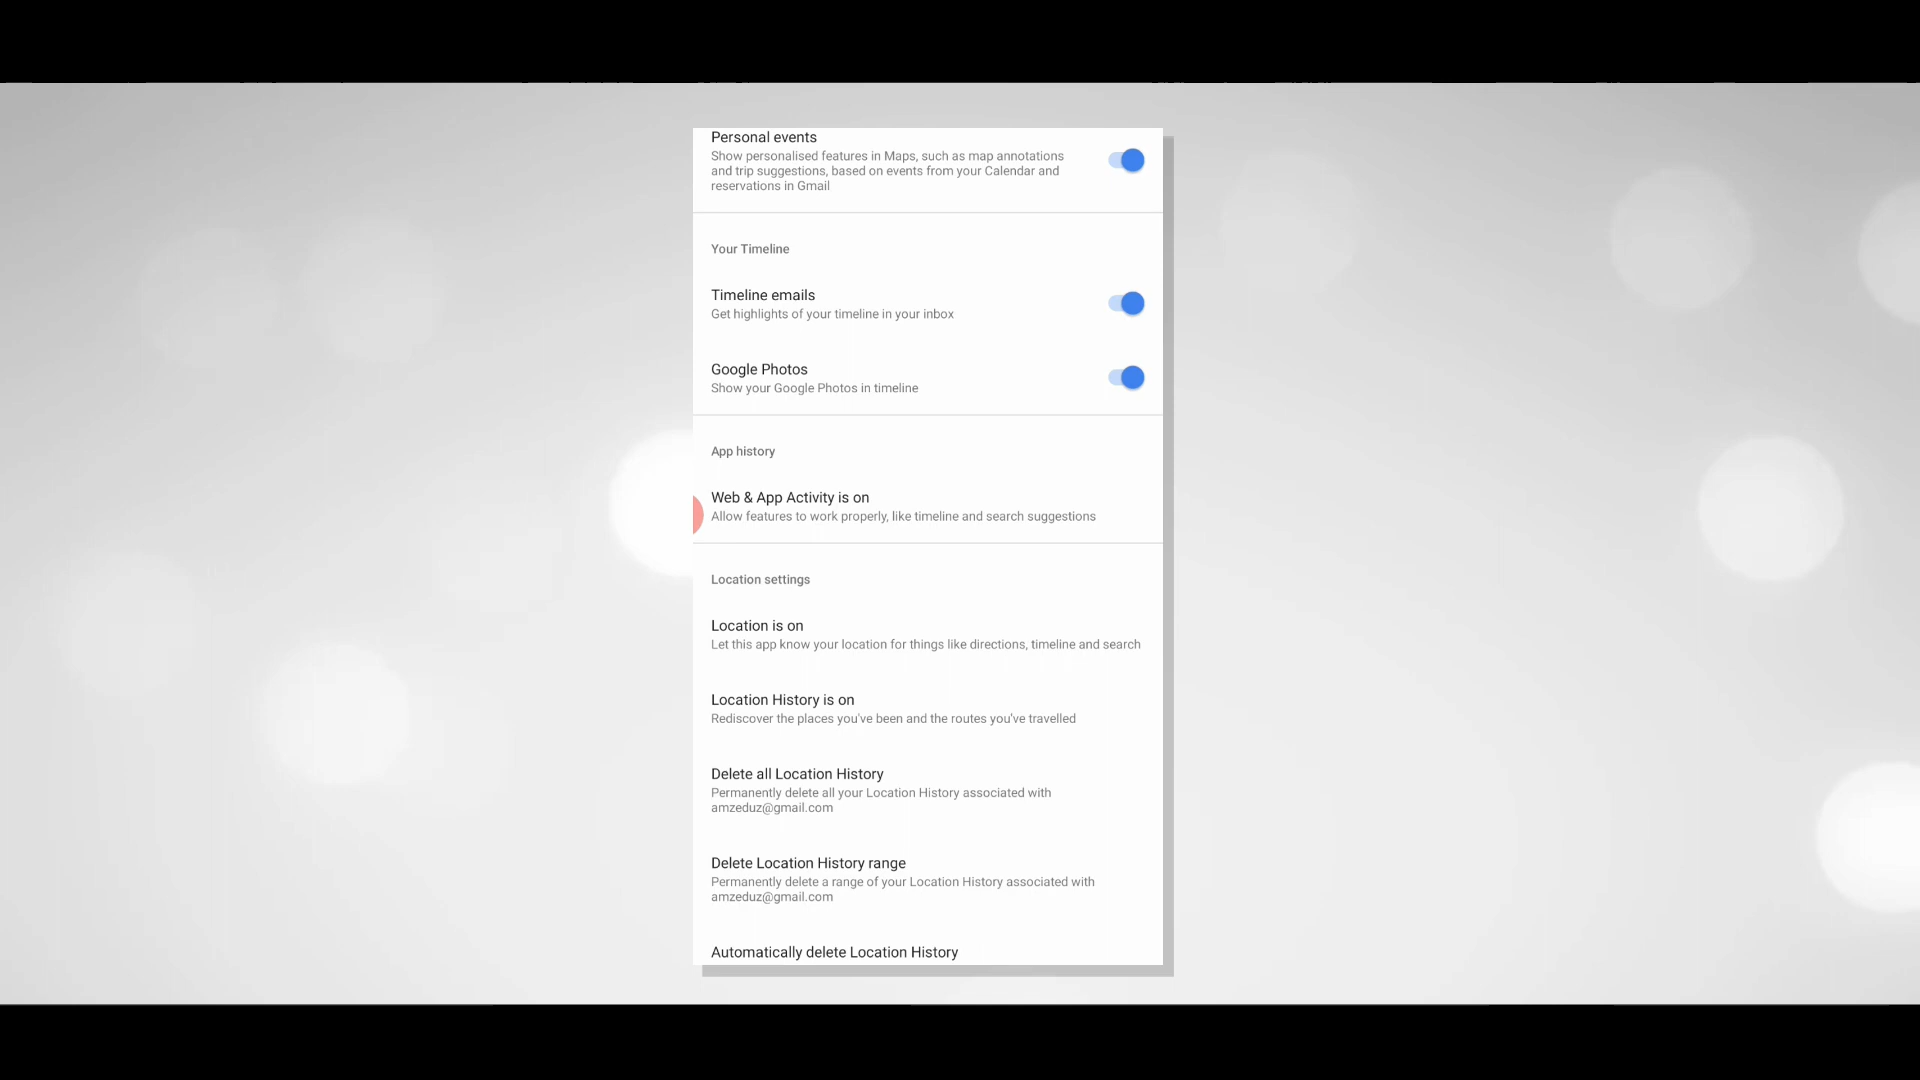 Personal events
Show personalised features in Maps, such as map annotations
and trip suggestions, based on events from your Calendar and
reservations in Gmail
Your Timeline
Timeline emails
Get highlights of your timeline in your inbox
Google Photos
Show your Google Photos in timeline
App history
Web & App Activity is on
Allow features to work properly, like timeline and search suggestions
Location settings
Location is on
Let this app know your location for things like directions, timeline and search
Location History is on
Rediscover the places you've been and the routes you've travelled
Delete all Location History
Permanently delete all your Location History associated with
amzeduz@gmail.com
Delete Location History range
Permanently delete a range of your Location History associated with
amzeduz@gmail.com
Automatically delete Location History